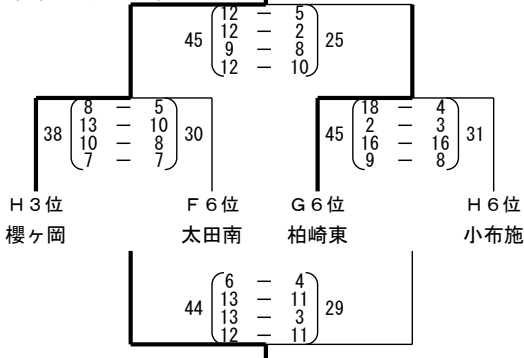 12 — 5
12 — 2
45 9 — 8 25
12 — 10
8 — 5 18 — 4
38 13 — 10 30 45 2 — 3 31
10 — 8 16 — 16
7 — 7 9 — 8
H3位 F6位 G6位 H6位
櫻ヶ岡 太田南 柏崎東 小布施
6 — 4
44 13 — 11 29
13 — 3
12 — 11